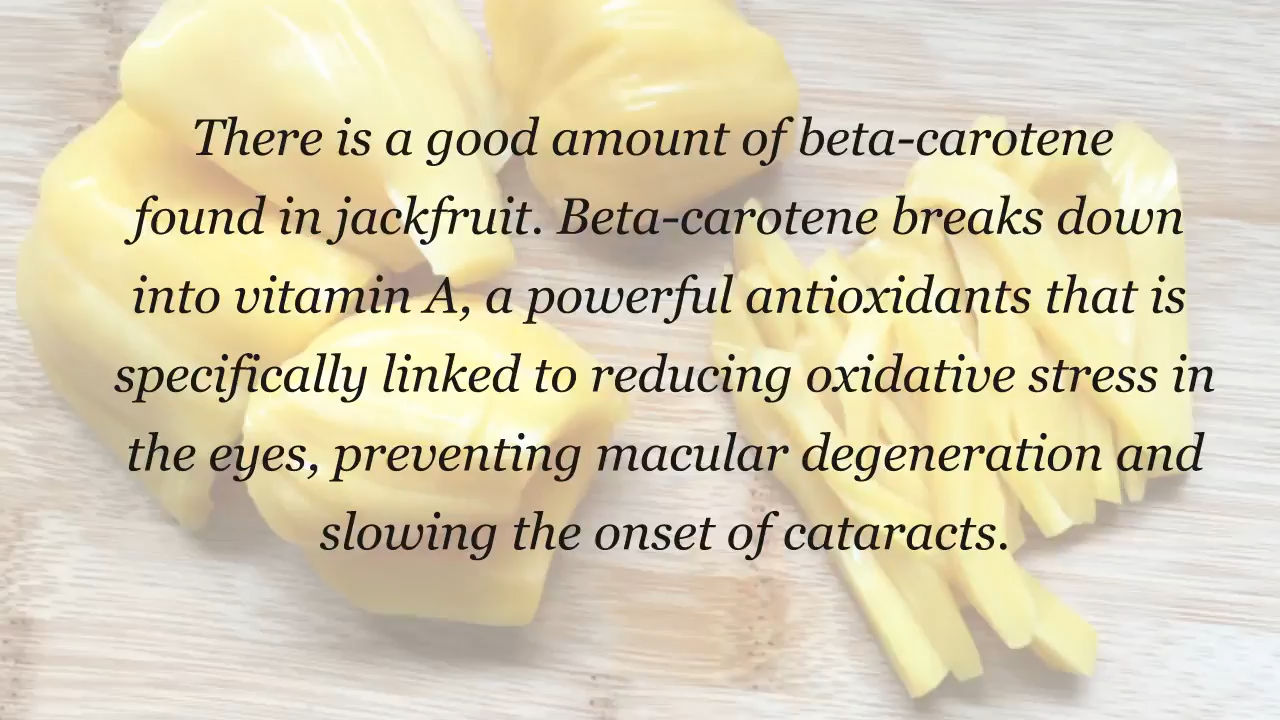 There is a good amount of beta-carotene
found in jackfruit. Beta-carotene breaks down
into vitamin A, a powerful antioxidants that is
specifically linked to reducing oxidative stress in
the eyes, preventing macular degeneration and
slowing the onset of cataracts.